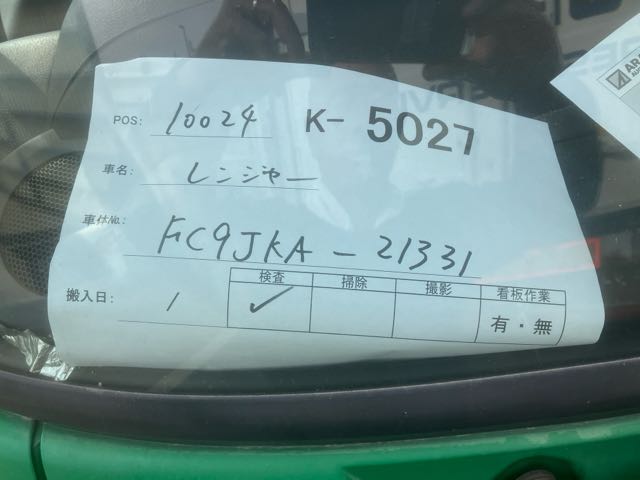 POS: 10024 K- 5027
車名: レンジャー
車体No. FC9JKA-21331
搬入日: 1
検査 掃除 撮影 看板作業
✓ 有・無